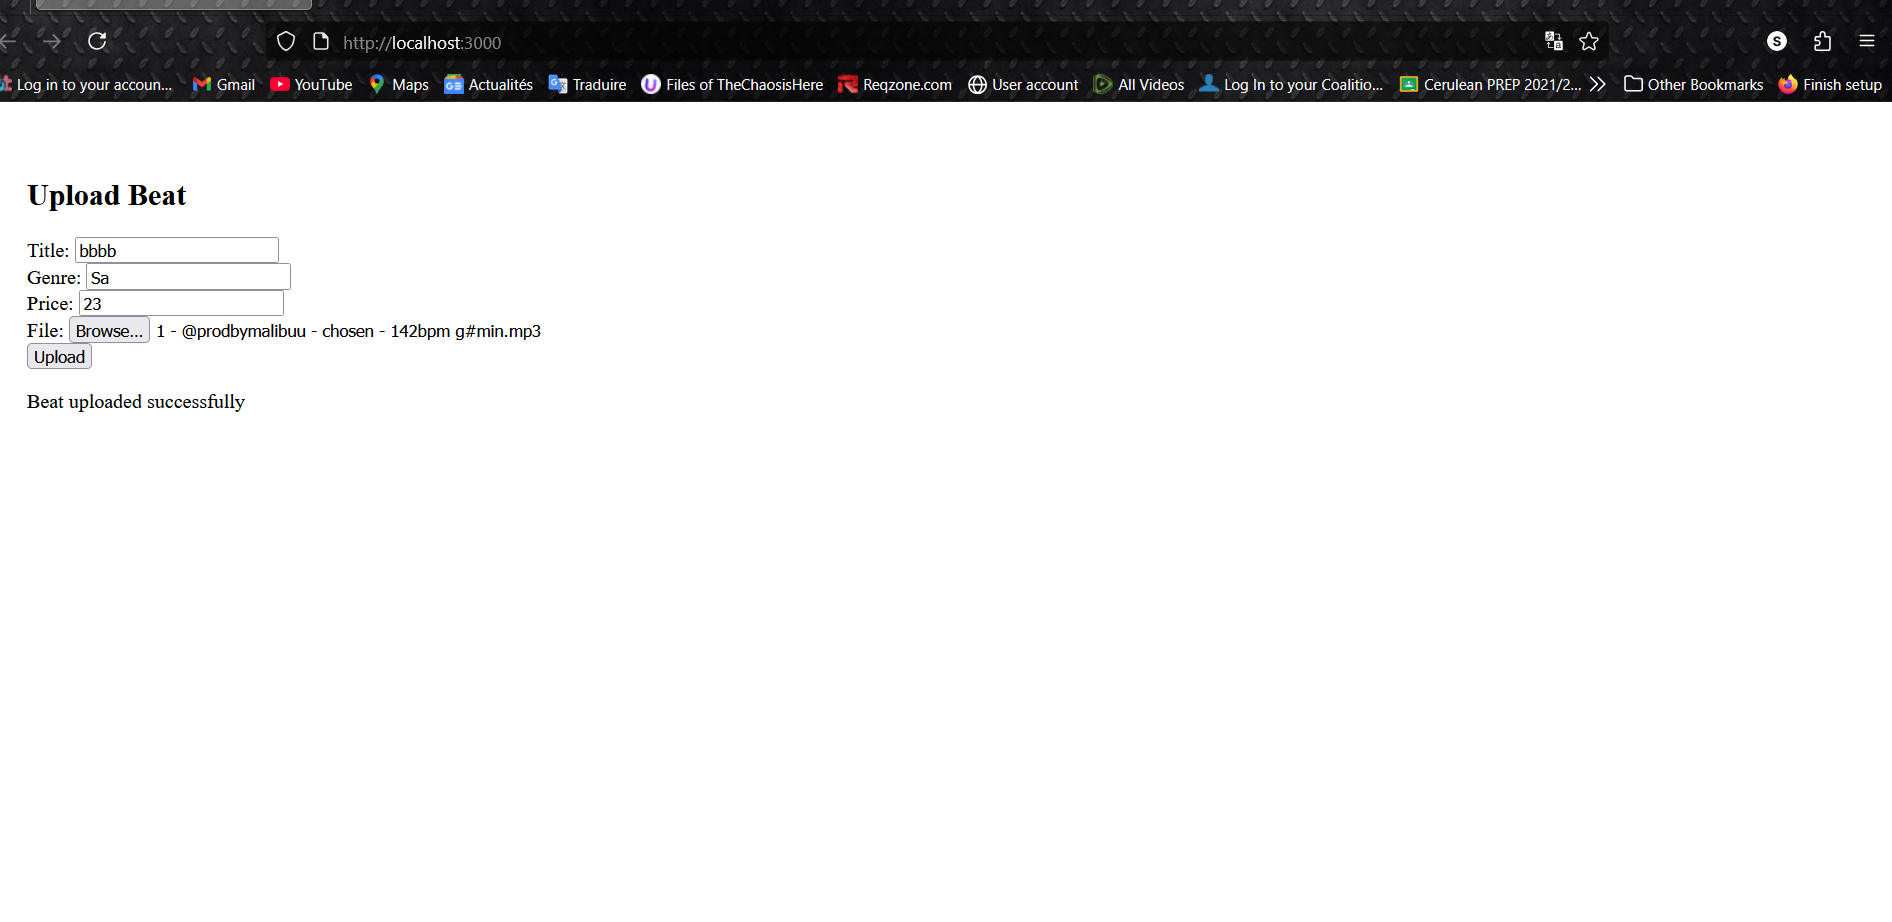 http://localhost:3000
S
Log in to your accoun... Gmail YouTube Maps Actualités Traduire Files of TheChaosisHere Reqzone.com User account All Videos Log In to your Coalitio... Cerulean PREP 2021/2... Other Bookmarks Finish setup
Upload Beat
Title: bbbb
Genre: Sa
Price: 23
File: Browse... 1 - @prodbymalibuu - chosen - 142bpm g#min.mp3
Upload
Beat uploaded successfully